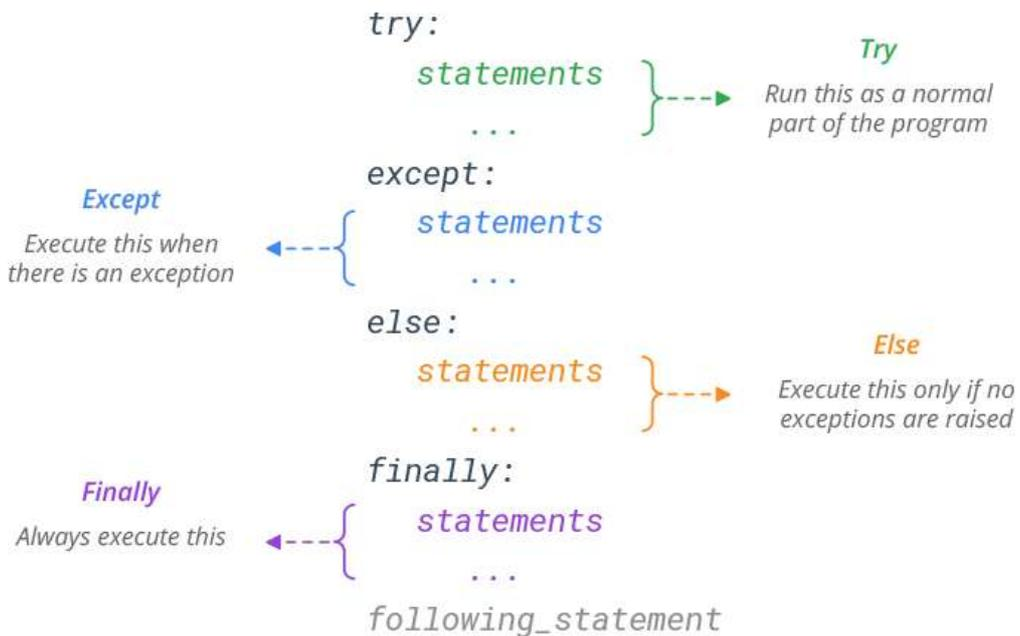 try:
statements
...
Try
Run this as a normal
part of the program
except:
statements
...
Except
Execute this when
there is an exception
else:
statements
...
Else
Execute this only if no
exceptions are raised
finally:
statements
...
Finally
Always execute this
following_statement